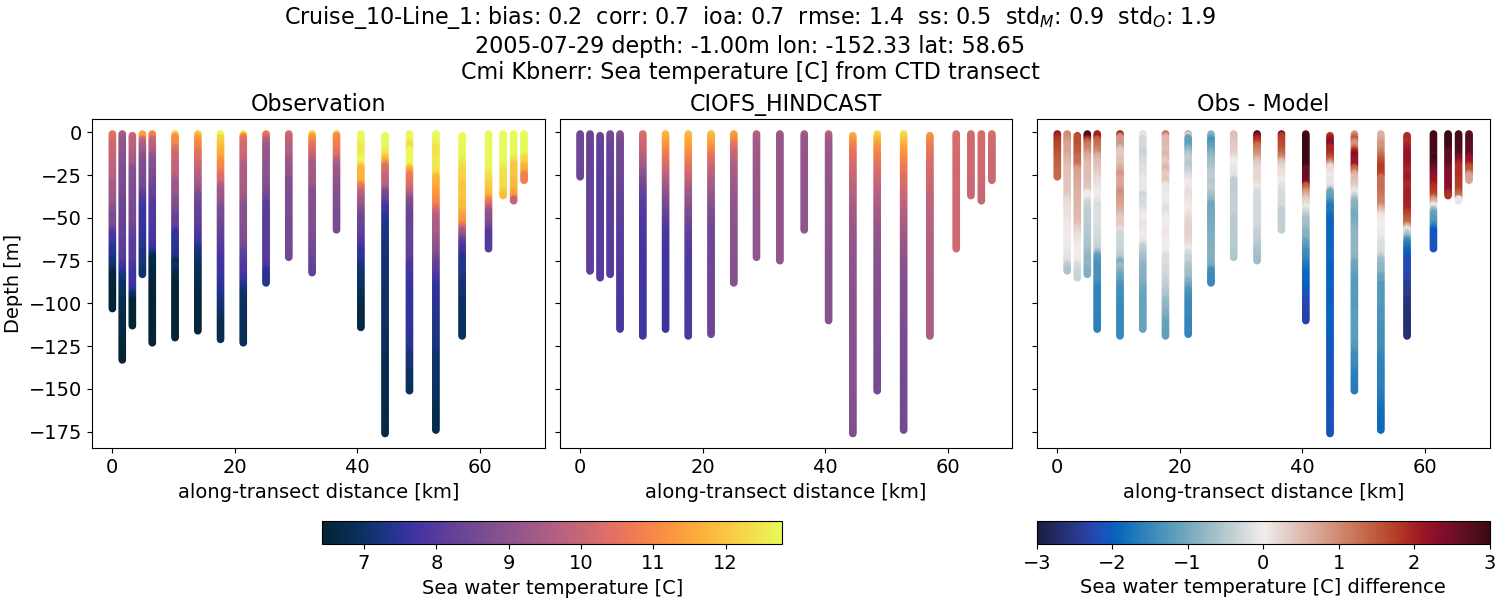 Cruise_10-Line_1: bias: 0.2 corr: 0.7 ioa: 0.7 rmse: 1.4 ss: 0.5 std_M: 0.9 std_O: 1.9
2005-07-29 depth: -1.00m lon: -152.33 lat: 58.65
Cmi Kbnerr: Sea temperature [C] from CTD transect
Observation
CIOFS_HINDCAST
Obs - Model
Depth [m]
0
−25
−50
−75
−100
−125
−150
−175
0 20 40 60
0 20 40 60
0 20 40 60
along-transect distance [km]
along-transect distance [km]
along-transect distance [km]
7 8 9 10 11 12
Sea water temperature [C]
−3 −2 −1 0 1 2 3
Sea water temperature [C] difference